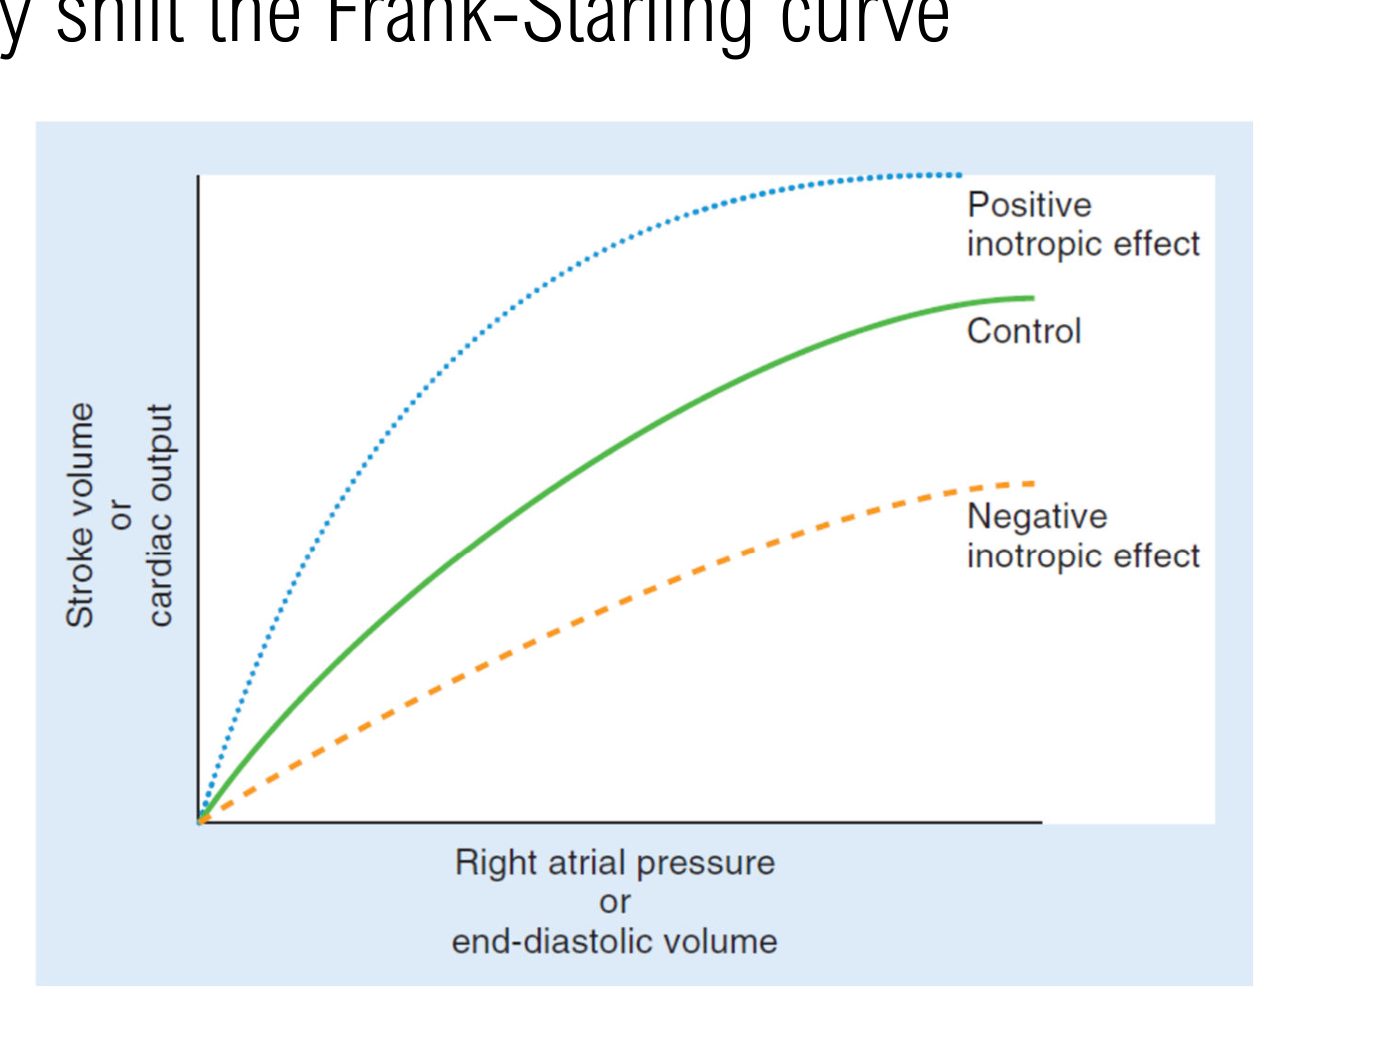 y shift the Frank-Starling curve
Positive
inotropic effect
Control
Negative
inotropic effect
Stroke volume
or
cardiac output
Right atrial pressure
or
end-diastolic volume